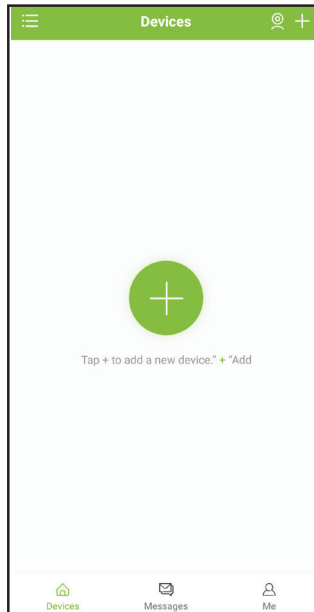 Devices
Tap + to add a new device." + "Add
Devices
Messages
Me